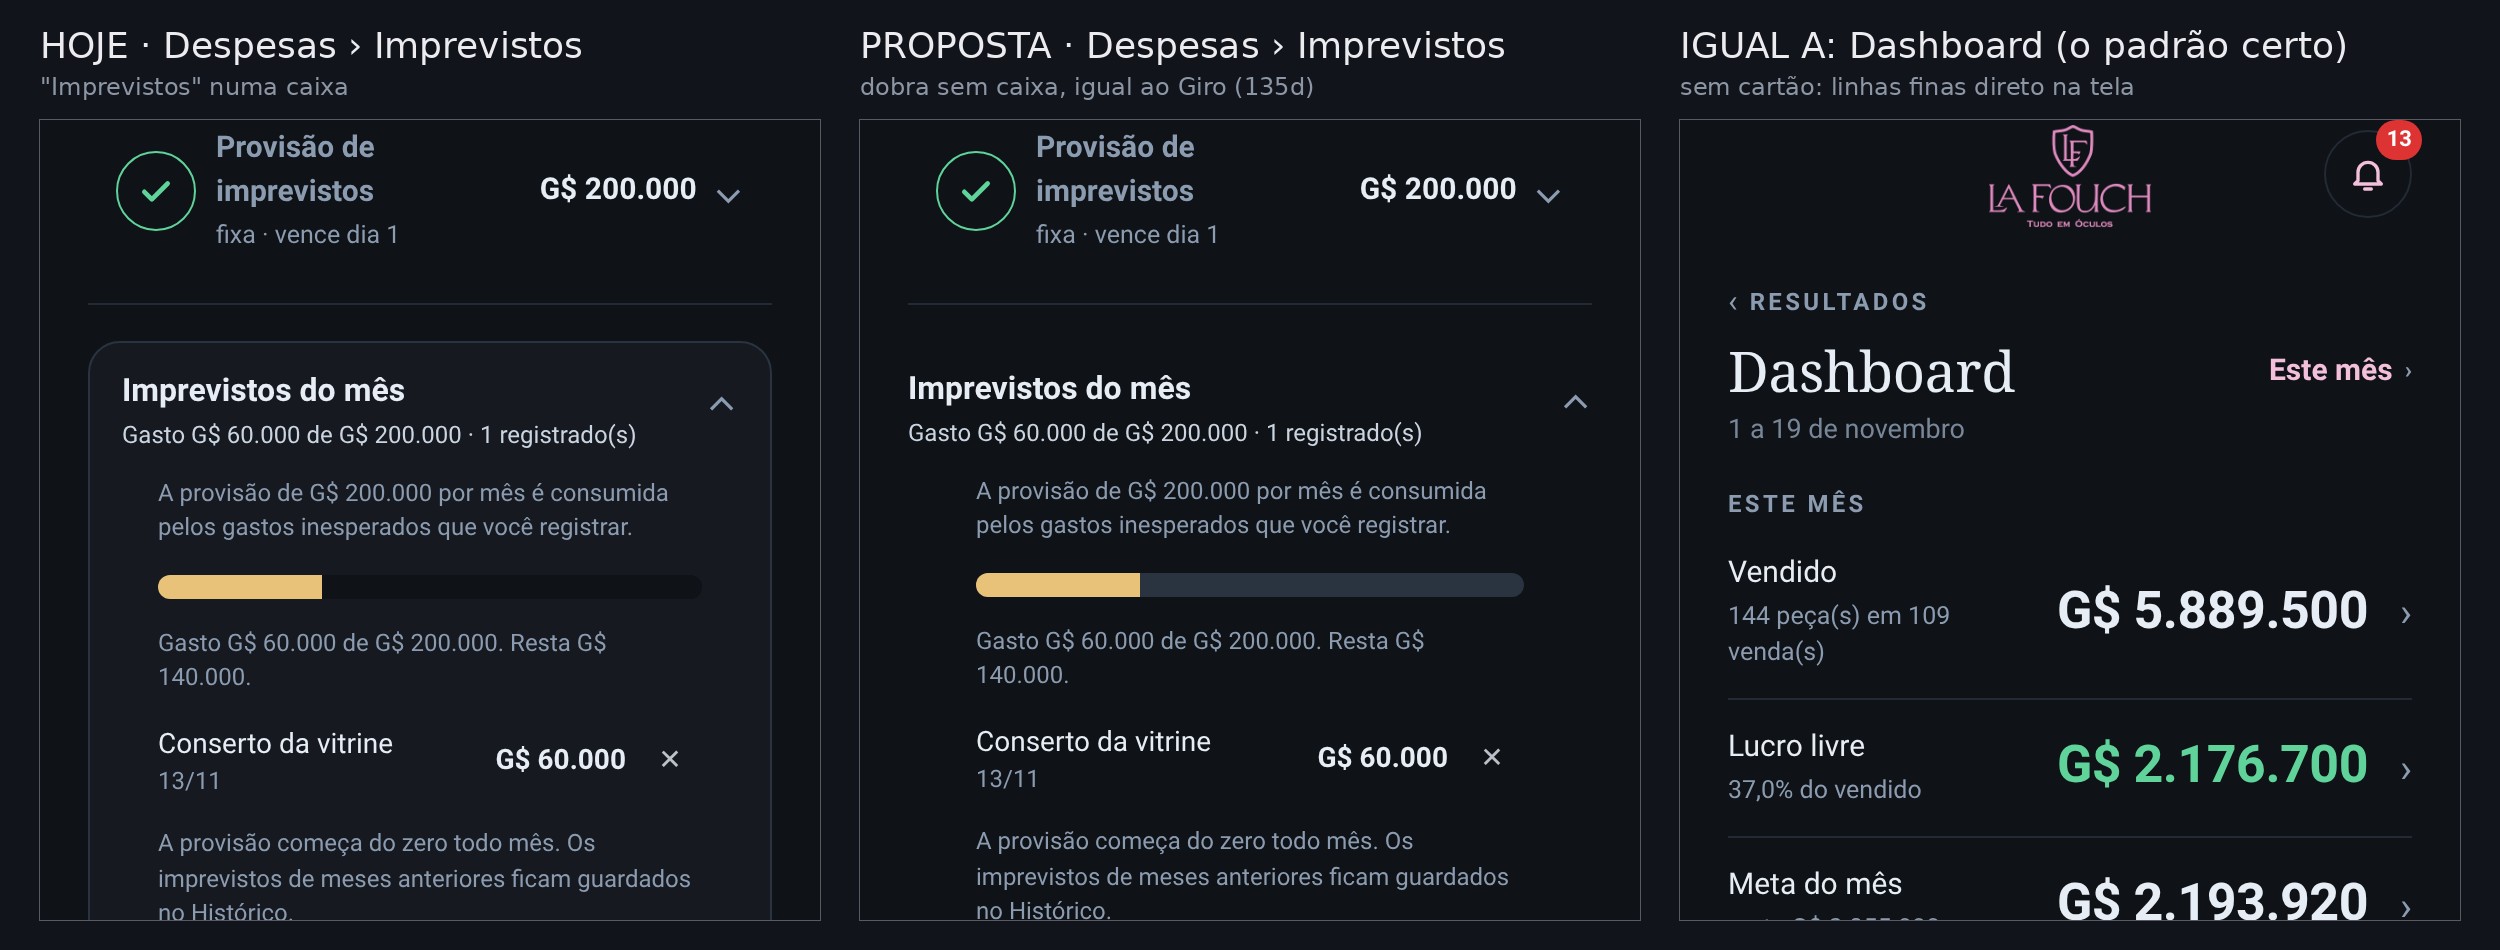 HOJE · Despesas › Imprevistos
"Imprevistos" numa caixa
Provisão de
imprevistos
fixa · vence dia 1
G$ 200.000
Imprevistos do mês
Gasto G$ 60.000 de G$ 200.000 · 1 registrado(s)
A provisão de G$ 200.000 por mês é consumida
pelos gastos inesperados que você registrar.
Gasto G$ 60.000 de G$ 200.000. Resta G$
140.000.
Conserto da vitrine
13/11
G$ 60.000 ✕
A provisão começa do zero todo mês. Os
imprevistos de meses anteriores ficam guardados
no Histórico.
PROPOSTA · Despesas › Imprevistos
dobra sem caixa, igual ao Giro (135d)
Provisão de
imprevistos
fixa · vence dia 1
G$ 200.000
Imprevistos do mês
Gasto G$ 60.000 de G$ 200.000 · 1 registrado(s)
A provisão de G$ 200.000 por mês é consumida
pelos gastos inesperados que você registrar.
Gasto G$ 60.000 de G$ 200.000. Resta G$
140.000.
Conserto da vitrine
13/11
G$ 60.000 ✕
A provisão começa do zero todo mês. Os
imprevistos de meses anteriores ficam guardados
no Histórico.
IGUAL A: Dashboard (o padrão certo)
sem cartão: linhas finas direto na tela
LF
LA FOUCH
TUDO EM ÓCULOS
13
‹ RESULTADOS
Dashboard
Este mês ›
1 a 19 de novembro
ESTE MÊS
Vendido
144 peça(s) em 109
venda(s)
G$ 5.889.500 ›
Lucro livre
37,0% do vendido
G$ 2.176.700 ›
Meta do mês
G$ 2.193.920 ›